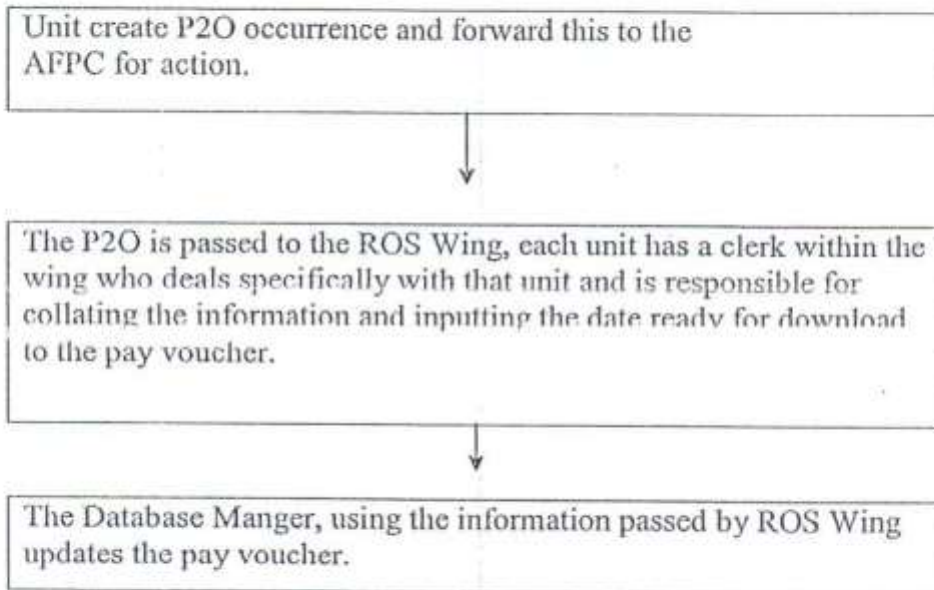 Unit create P2O occurrence and forward this to the
AFPC for action.
The P2O is passed to the ROS Wing, each unit has a clerk within the
wing who deals specifically with that unit and is responsible for
collating the information and inputting the date ready for download
to the pay voucher.
The Database Manger, using the information passed by ROS Wing
updates the pay voucher.